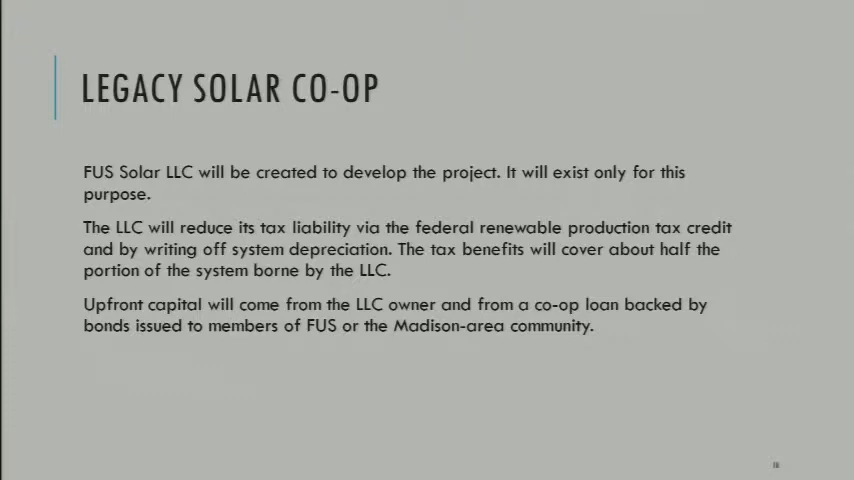 LEGACY SOLAR CO-OP
FUS Solar LLC will be created to develop the project. It will exist only for this
purpose.
The LLC will reduce its tax liability via the federal renewable production tax credit
and by writing off system depreciation. The tax benefits will cover about half the
portion of the system borne by the LLC.
Upfront capital will come from the LLC owner and from a co-op loan backed by
bonds issued to members of FUS or the Madison-area community.